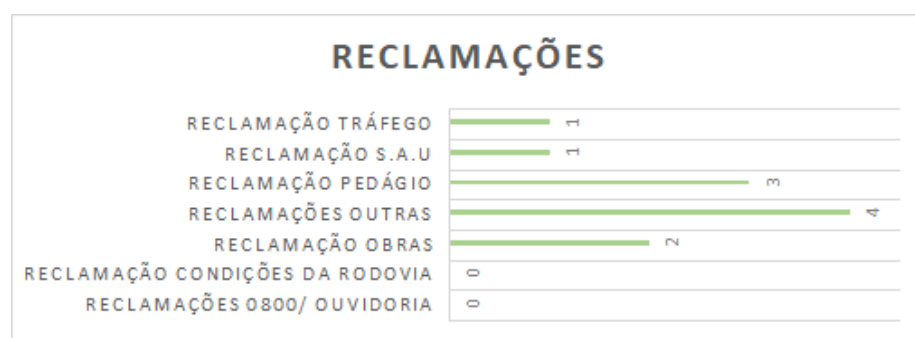 RECLAMAÇÕES
RECLAMAÇÃO TRÁFEGO 1
RECLAMAÇÃO S.A.U 1
RECLAMAÇÃO PEDÁGIO 3
RECLAMAÇÕES OUTRAS 4
RECLAMAÇÃO OBRAS 2
RECLAMAÇÃO CONDIÇÕES DA RODOVIA 0
RECLAMAÇÕES 0800/ OUVIDORIA 0